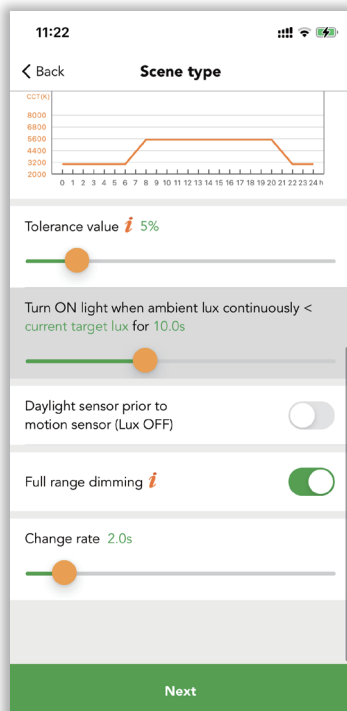 11:22
Back
Scene type
CCT(K)
8000
6800
5600
4400
3200
2000
0 1 2 3 4 5 6 7 8 9 10 11 12 13 14 15 16 17 18 19 20 21 22 23 24 h
Tolerance value i 5%
Turn ON light when ambient lux continuously <
current target lux for 10.0s
Daylight sensor prior to
motion sensor (Lux OFF)
Full range dimming i
Change rate 2.0s
Next